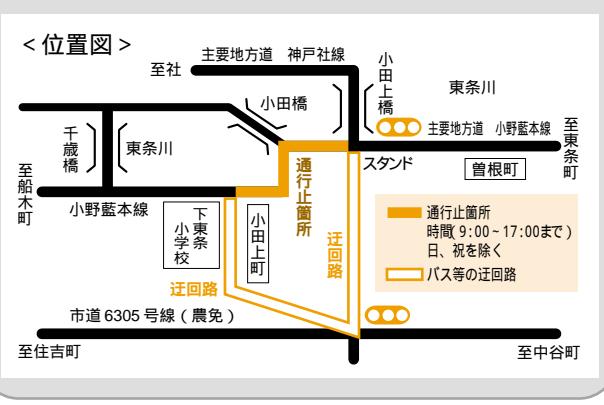 <位置図>
主要地方道 神戸社線
至社
小田上橋
東条川
小田橋
主要地方道 小野藍本線
至東条町
千歳橋
東条川
スタンド
曽根町
至船木町
通行止箇所
小野藍本線
下東条小学校
小田上町
迂回路
迂回路
通行止箇所
時間(9:00~17:00まで)
日、祝を除く
バス等の迂回路
市道6305号線(農免)
至住吉町
至中谷町